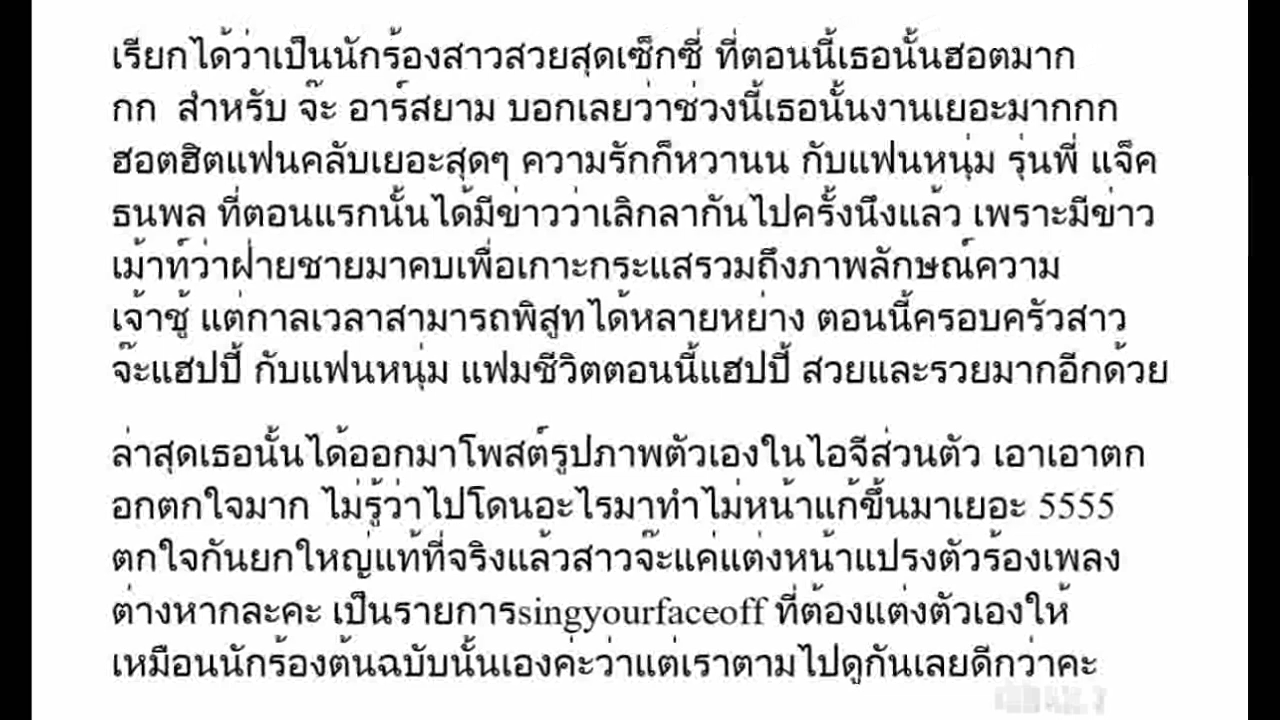 เรียกได้ว่าเป็นนักร้องสาวสวยสุดเซ็กซี่ ที่ตอนนี้เธอนั้นฮอตมาก
กก สำหรับ จ๊ะ อาร์สยาม บอกเลยว่าช่วงนี้เธอนั้นงานเยอะมากกก
ฮอตฮิตแฟนคลับเยอะสุดๆ ความรักก็หวานน กับแฟนหนุ่ม รุ่นพี่ แจ็ค
ธนพล ที่ตอนแรกนั้นได้มีข่าวว่าเลิกลากันไปครั้งนึงแล้ว เพราะมีข่าว
เม้าท์ว่าฝ่ายชายมาคบเพื่อเกาะกระแสรวมถึงภาพลักษณ์ความ
เจ้าชู้ แต่กาลเวลาสามารถพิสูทได้หลายหย่าง ตอนนี้ครอบครัวสาว
จ๊ะแฮปปี้ กับแฟนหนุ่ม แฟมชีวิตตอนนี้แฮปปี้ สวยและรวยมากอีกด้วย
ล่าสุดเธอนั้นได้ออกมาโพสต์รูปภาพตัวเองในไอจีส่วนตัว เอาเอาตก
อกตกใจมาก ไม่รู้ว่าไปโดนอะไรมาทำไม่หน้าแก้ขึ้นมาเยอะ 5555
ตกใจกันยกใหญ่แท้ที่จริงแล้วสาวจ๊ะแค่แต่งหน้าแปรงตัวร้องเพลง
ต่างหากละคะ เป็นรายการsingyourfaceoff ที่ต้องแต่งตัวเองให้
เหมือนนักร้องต้นฉบับนั้นเองค่ะว่าแต่เราตามไปดูกันเลยดีกว่าคะ